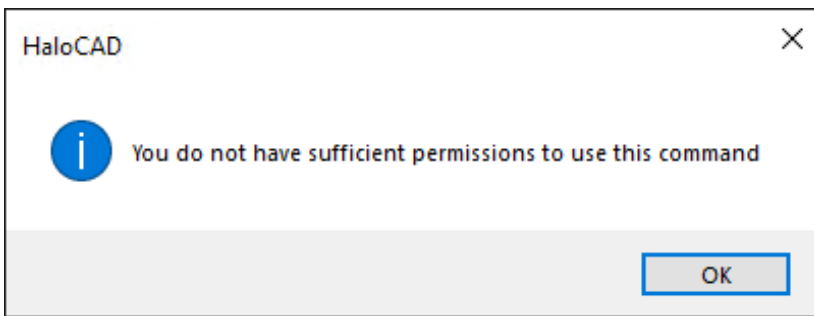 HaloCAD
You do not have sufficient permissions to use this command
OK